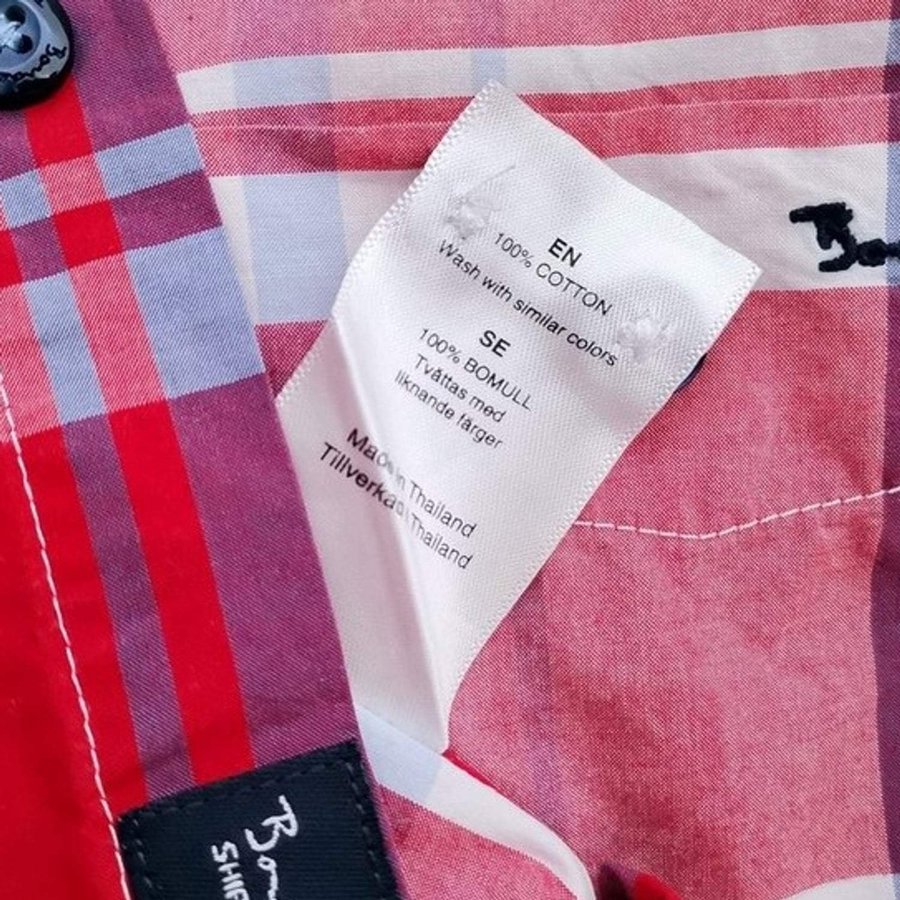 EN
100% COTTON
Wash with similar colors
SE
100% BOMULL
Tvättas med
liknande färger
Made in Thailand
Tillverkad i Thailand